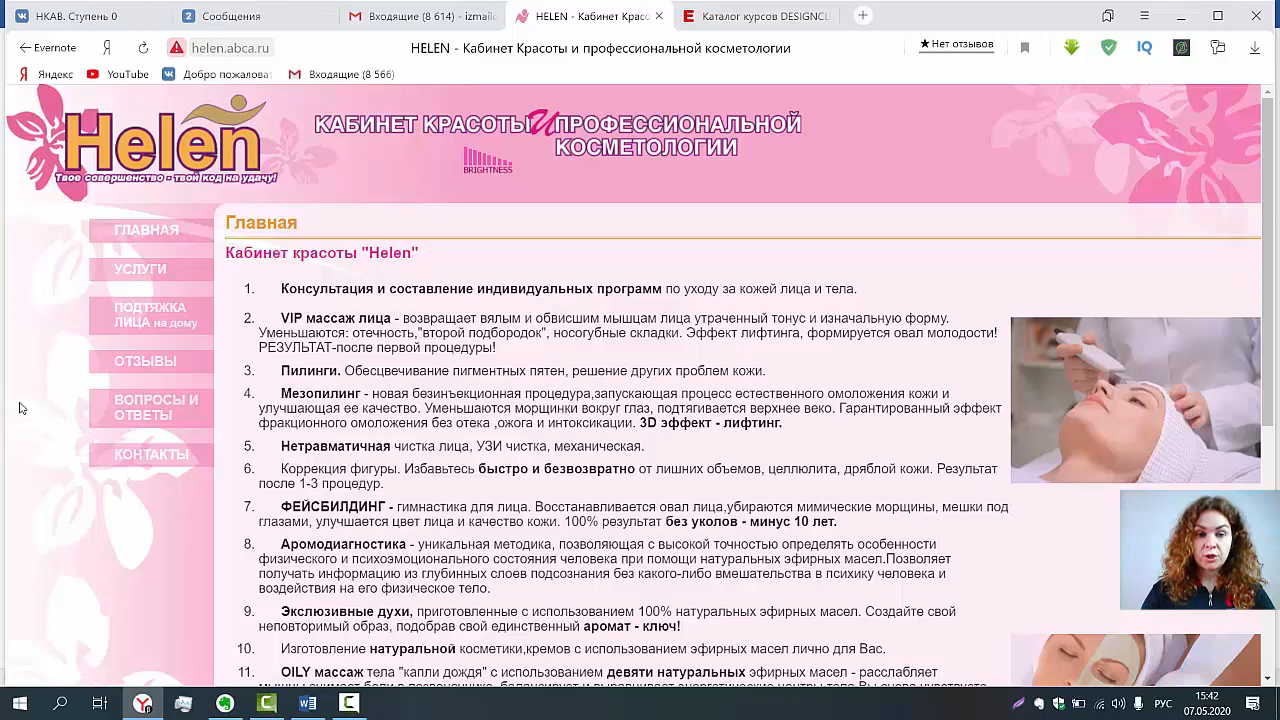 НКАВ. Ступень
2 Сообщения
Входящие (8 614) - izmailo
HELEN - Кабинет Красо
Каталог курсов DESIGNCL
Evernote
Я
helen.abca.ru
HELEN - Кабинет Красоты и профессиональной косметологии
★ Нет отзывов
IQ
Яндекс
YouTube
Добро пожаловат
Входящие (8 566)
Helen
Твое совершенство - твой код на удачу!
КАБИНЕТ КРАСОТЫ И ПРОФЕССИОНАЛЬНОЙ
КОСМЕТОЛОГИИ
BRIGHTNESS
ГЛАВНАЯ
УСЛУГИ
ПОДТЯЖКА
ЛИЦА на дому
ОТЗЫВЫ
ВОПРОСЫ И
ОТВЕТЫ
КОНТАКТЫ
Главная
Кабинет красоты "Helen"
1. Консультация и составление индивидуальных программ по уходу за кожей лица и тела.
2. VIP массаж лица - возвращает вялым и обвисшим мышцам лица утраченный тонус и изначальную форму.
Уменьшаются: отечность,"второй подбородок", носогубные складки. Эффект лифтинга, формируется овал молодости!
РЕЗУЛЬТАТ-после первой процедуры!
3. Пилинги. Обесцвечивание пигментных пятен, решение других проблем кожи.
4. Мезопилинг - новая безинъекционная процедура,запускающая процесс естественного омоложения кожи и
улучшающая ее качество. Уменьшаются морщины вокруг глаз, подтягивается верхнее веко. Герантированный эффект
фракционного омоложения без отека ,ожога и интоксикации. 3D эффект - лифтинг.
5. Нетравматичная чистка лица, УЗИ чистка, механическая.
6. Коррекция фигуры. Избавьтесь быстро и безвозвратно от лишних объемов, целлюлита, дряблой кожи. Результат
после 1-3 процедур.
7. ФЕЙСБИЛДИНГ - гимнастика для лица. Восстанавливается овал лица,убираются мимические морщины, мешки под
глазами, улучшается цвет лица и качество кожи. 100% результат без уколов - минус 10 лет.
8. Аромодиагностика - уникальная методика, позволяющая с высокой точностью определять особенности
физического и психоэмоционального состояния человека при помощи натуральных эфирных масел.Позволяет
получать информацию из глубинных слоев подсознания без какого-либо вмешательства в психику человека и
воздействия на его физическое тело.
9. Экслюзивные духи, приготовленные с использованием 100% натуральных эфирных масел. Создайте свой
неповторимый образ, подобрав свой единственный аромат - ключ!
10. Изготовление натуральной косметики,кремов с использованием эфирных масел лично для Вас.
11. OILY массаж тела "капли дождя" с использованием девяти натуральных эфирных масел - расслабляет
РУС
15:42
07.05.2020